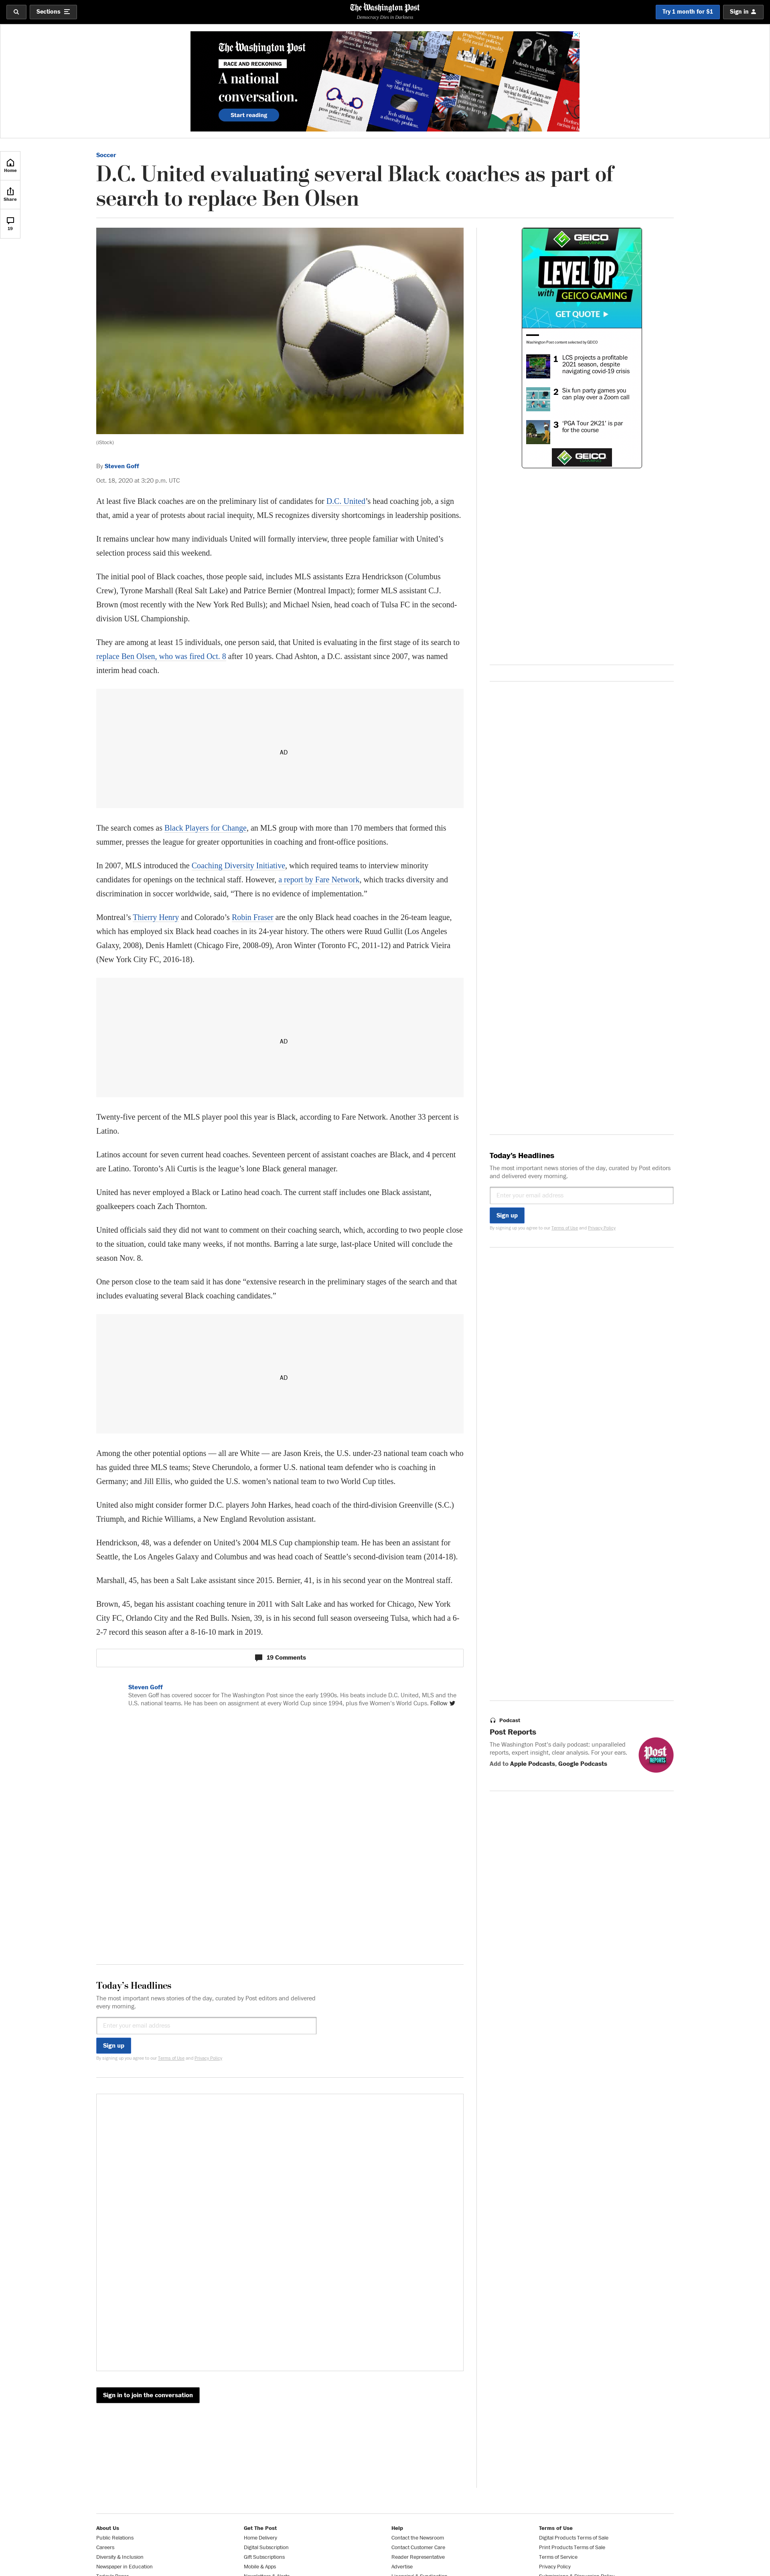 Sections
The Washington Post
Democracy Dies in Darkness
Try 1 month for $1
Sign in
The Washington Post
RACE AND RECKONING
A national
conversation.
Start reading
Home
Share
19
Soccer
D.C. United evaluating several Black coaches as part of
search to replace Ben Olsen
(iStock)
By Steven Goff
Oct. 18, 2020 at 3:20 p.m. UTC
At least five Black coaches are on the preliminary list of candidates for D.C. United’s head coaching job, a sign
that, amid a year of protests about racial inequity, MLS recognizes diversity shortcomings in leadership positions.
It remains unclear how many individuals United will formally interview, three people familiar with United’s
selection process said this weekend.
The initial pool of Black coaches, those people said, includes MLS assistants Ezra Hendrickson (Columbus
Crew), Tyrone Marshall (Real Salt Lake) and Patrice Bernier (Montreal Impact); former MLS assistant C.J.
Brown (most recently with the New York Red Bulls); and Michael Nsien, head coach of Tulsa FC in the second-
division USL Championship.
They are among at least 15 individuals, one person said, that United is evaluating in the first stage of its search to
replace Ben Olsen, who was fired Oct. 8 after 10 years. Chad Ashton, a D.C. assistant since 2007, was named
interim head coach.
AD
The search comes as Black Players for Change, an MLS group with more than 170 members that formed this
summer, presses the league for greater opportunities in coaching and front-office positions.
In 2007, MLS introduced the Coaching Diversity Initiative, which required teams to interview minority
candidates for openings on the technical staff. However, a report by Fare Network, which tracks diversity and
discrimination in soccer worldwide, said, “There is no evidence of implementation.”
Montreal’s Thierry Henry and Colorado’s Robin Fraser are the only Black head coaches in the 26-team league,
which has employed six Black head coaches in its 24-year history. The others were Ruud Gullit (Los Angeles
Galaxy, 2008), Denis Hamlett (Chicago Fire, 2008-09), Aron Winter (Toronto FC, 2011-12) and Patrick Vieira
(New York City FC, 2016-18).
AD
Twenty-five percent of the MLS player pool this year is Black, according to Fare Network. Another 33 percent is
Latino.
Latinos account for seven current head coaches. Seventeen percent of assistant coaches are Black, and 4 percent
are Latino. Toronto’s Ali Curtis is the league’s lone Black general manager.
United has never employed a Black or Latino head coach. The current staff includes one Black assistant,
goalkeepers coach Zach Thornton.
United officials said they did not want to comment on their coaching search, which, according to two people close
to the situation, could take many weeks, if not months. Barring a late surge, last-place United will conclude the
season Nov. 8.
One person close to the team said it has done “extensive research in the preliminary stages of the search and that
includes evaluating several Black coaching candidates.”
AD
Among the other potential options — all are White — are Jason Kreis, the U.S. under-23 national team coach who
has guided three MLS teams; Steve Cherundolo, a former U.S. national team defender who is coaching in
Germany; and Jill Ellis, who guided the U.S. women’s national team to two World Cup titles.
United also might consider former D.C. players John Harkes, head coach of the third-division Greenville (S.C.)
Triumph, and Richie Williams, a New England Revolution assistant.
Hendrickson, 48, was a defender on United’s 2004 MLS Cup championship team. He has been an assistant for
Seattle, the Los Angeles Galaxy and Columbus and was head coach of Seattle’s second-division team (2014-18).
Marshall, 45, has been a Salt Lake assistant since 2015. Bernier, 41, is in his second year on the Montreal staff.
Brown, 45, began his assistant coaching tenure in 2011 with Salt Lake and has worked for Chicago, New York
City FC, Orlando City and the Red Bulls. Nsien, 39, is in his second full season overseeing Tulsa, which had a 6-
2-7 record this season after a 8-16-10 mark in 2019.
19 Comments
Steven Goff
Steven Goff has covered soccer for The Washington Post since the early 1990s. His beats include D.C. United, MLS and the
U.S. national teams. He has been on assignment at every World Cup since 1994, plus five Women’s World Cups. Follow
Today’s Headlines
The most important news stories of the day, curated by Post editors and delivered
every morning.
Enter your email address
Sign up
By signing up you agree to our Terms of Use and Privacy Policy
Sign in to join the conversation
GEICO
GAMING
LEVEL UP
with GEICO GAMING
GET QUOTE
Washington Post content selected by GEICO
1 LCS projects a profitable
2021 season, despite
navigating covid-19 crisis
2 Six fun party games you
can play over a Zoom call
3 ‘PGA Tour 2K21’ is par
for the course
GEICO
GAMING
Today’s Headlines
The most important news stories of the day, curated by Post editors
and delivered every morning.
Enter your email address
Sign up
By signing up you agree to our Terms of Use and Privacy Policy
Podcast
Post Reports
The Washington Post’s daily podcast: unparalleled
reports, expert insight, clear analysis. For your ears.
Add to Apple Podcasts, Google Podcasts
Post
REPORTS
About Us
Public Relations
Careers
Diversity & Inclusion
Newspaper in Education
Get The Post
Home Delivery
Digital Subscription
Gift Subscriptions
Mobile & Apps
Help
Contact the Newsroom
Contact Customer Care
Reader Representative
Advertise
Terms of Use
Digital Products Terms of Sale
Print Products Terms of Sale
Terms of Service
Privacy Policy